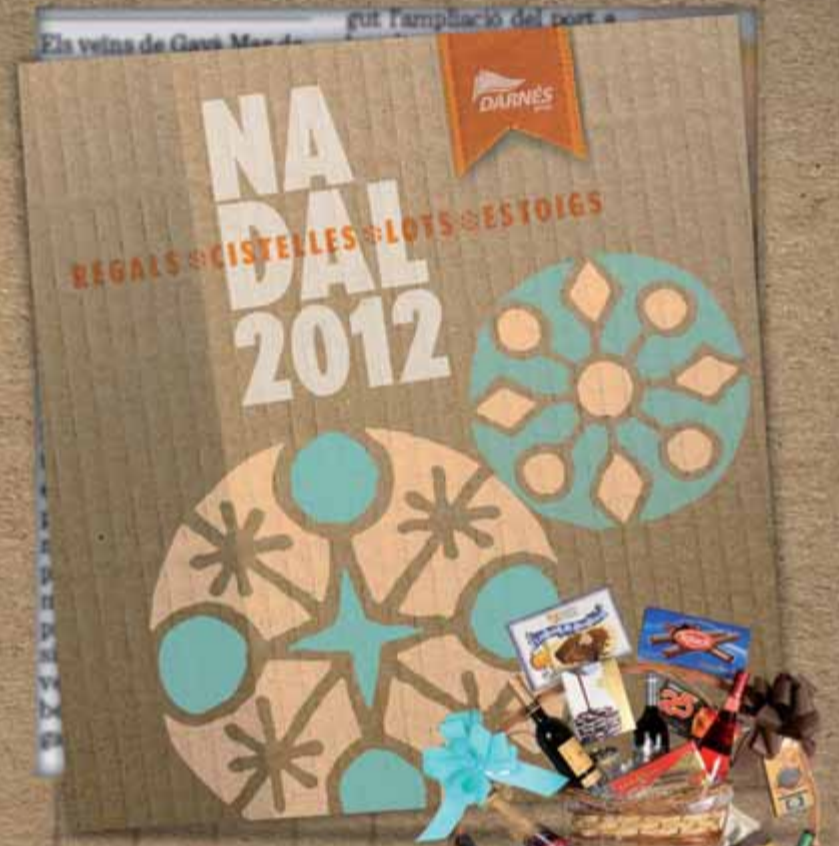 gut l'ampliació del port a
Els veïns de Gavà Mar de
DARNÉS
NA
DAL
2012
REGALS CISTELLES LOTS ESTOIGS